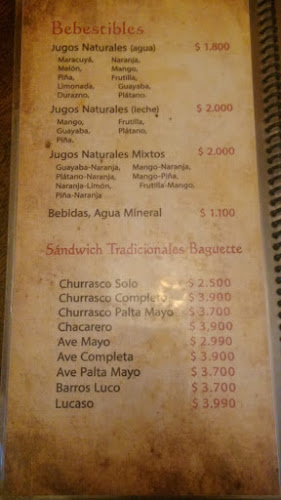 Bebestibles
Jugos Naturales (agua) $ 1.800
Maracuyá, Naranja,
Melón, Mango,
Piña, Frutilla,
Limonada, Guayaba,
Durazno, Plátano.
Jugos Naturales (leche) $ 2.000
Mango, Frutilla,
Guayaba, Plátano,
Piña.
Jugos Naturales Mixtos $ 2.000
Guayaba-Naranja, Mango-Naranja,
Plátano-Naranja, Mango-Piña,
Naranja-Limón, Frutilla-Mango,
Piña-Naranja
Bebidas, Agua Mineral $ 1.100
Sándwich Tradicionales Baguette
Churrasco Solo $ 2.500
Churrasco Completo $ 3.900
Churrasco Palta Mayo $ 3.700
Chacarero $ 3.900
Ave Mayo $ 2.990
Ave Completa $ 3.900
Ave Palta Mayo $ 3.700
Barros Luco $ 3.700
Lucaso $ 3.990